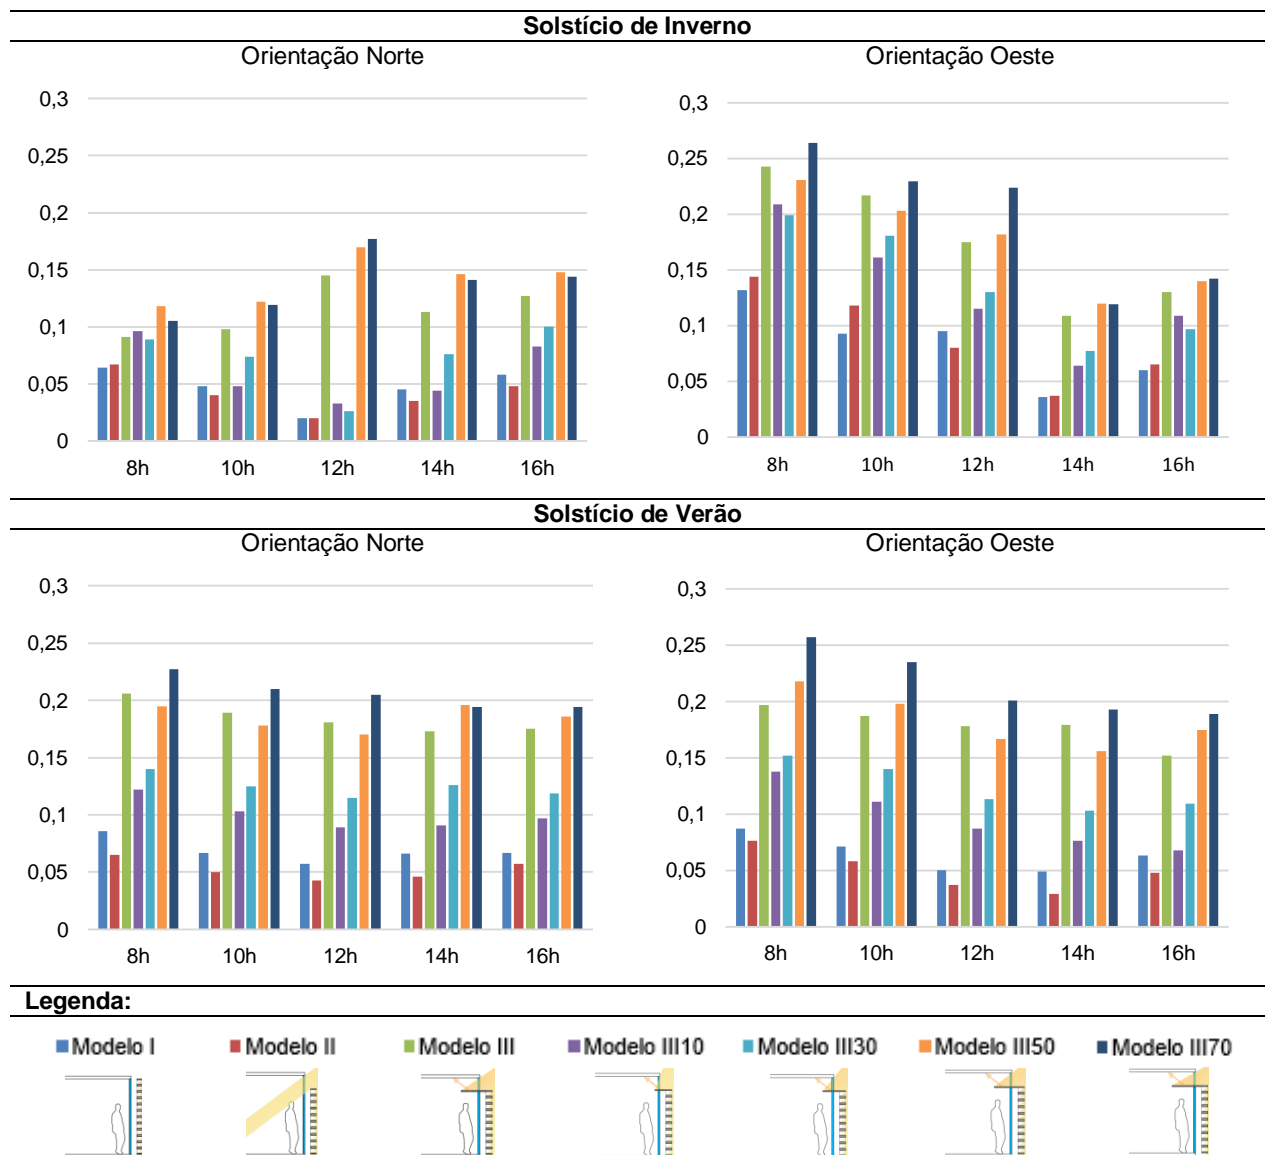 Solstício de Inverno
Orientação Norte
Orientação Oeste
0,3
0,25
0,2
0,15
0,1
0,05
0
8h 10h 12h 14h 16h
0,3
0,25
0,2
0,15
0,1
0,05
0
8h 10h 12h 14h 16h
Solstício de Verão
Orientação Norte
Orientação Oeste
0,3
0,25
0,2
0,15
0,1
0,05
0
8h 10h 12h 14h 16h
0,3
0,25
0,2
0,15
0,1
0,05
0
8h 10h 12h 14h 16h
Legenda:
Modelo I Modelo II Modelo III Modelo III10 Modelo III30 Modelo III50 Modelo III70